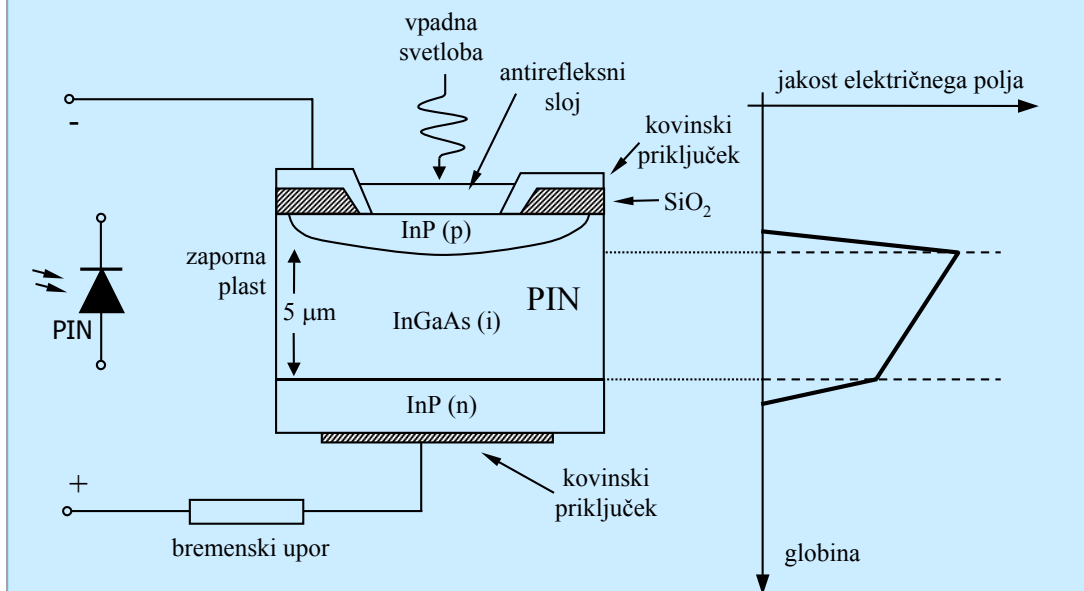 vpadna
svetloba
antirefleksni
sloj
jakost električnega polja
-
kovinski
priključek
SiO₂
InP (p)
zaporna
plast
PIN
5 μm
InGaAs (i)
PIN
InP (n)
+
kovinski
priključek
bremenski upor
globina